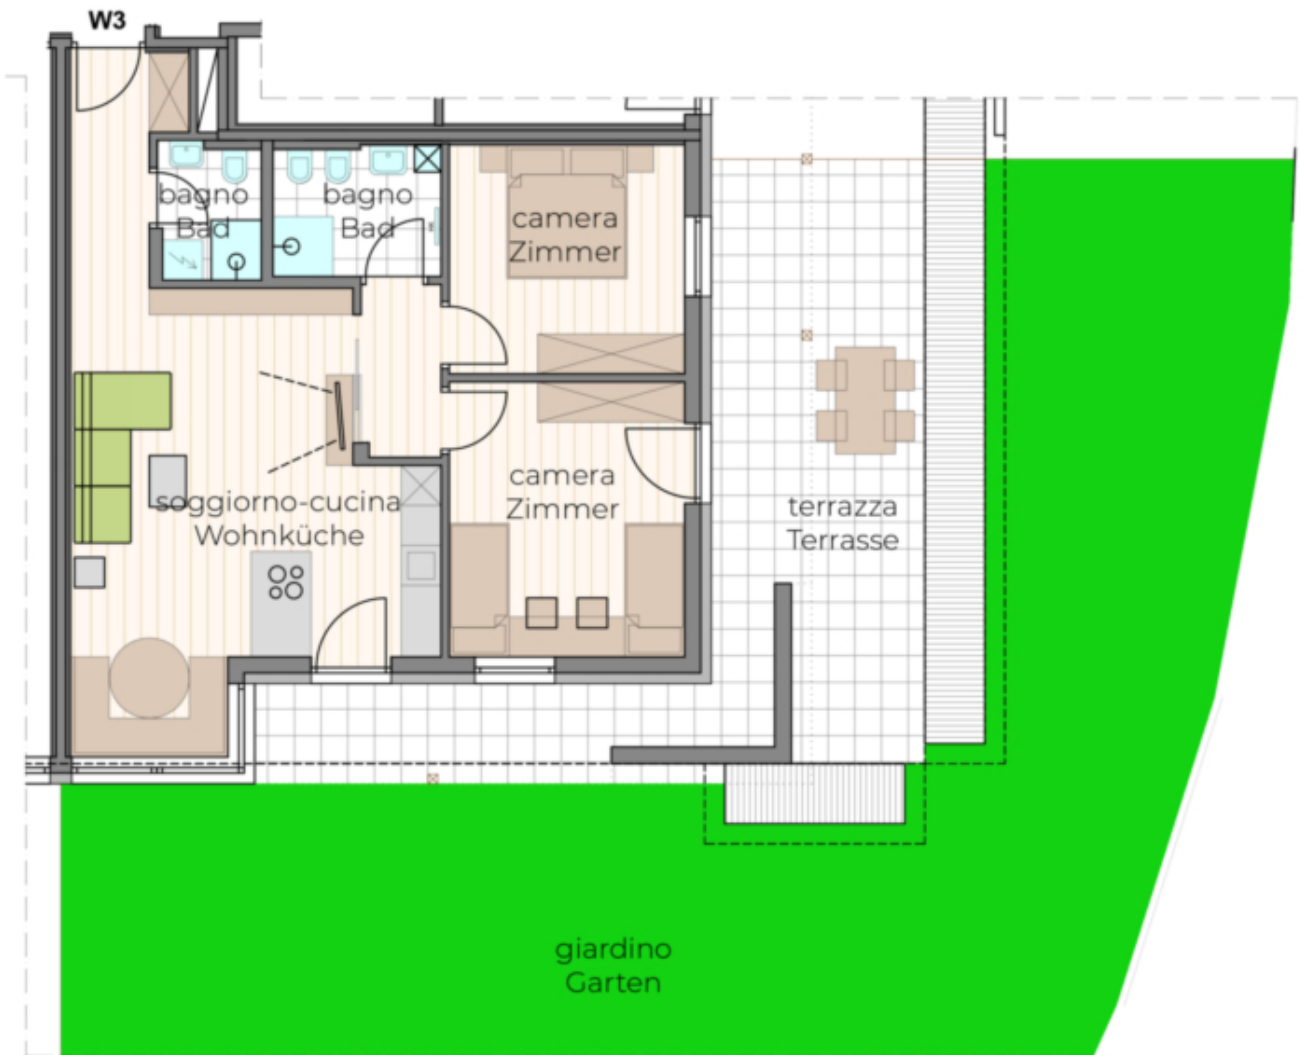 W3
bagno
Bad
bagno
Bad
camera
Zimmer
camera
Zimmer
soggiorno-cucina
Wohnküche
terrazza
Terrasse
giardino
Garten